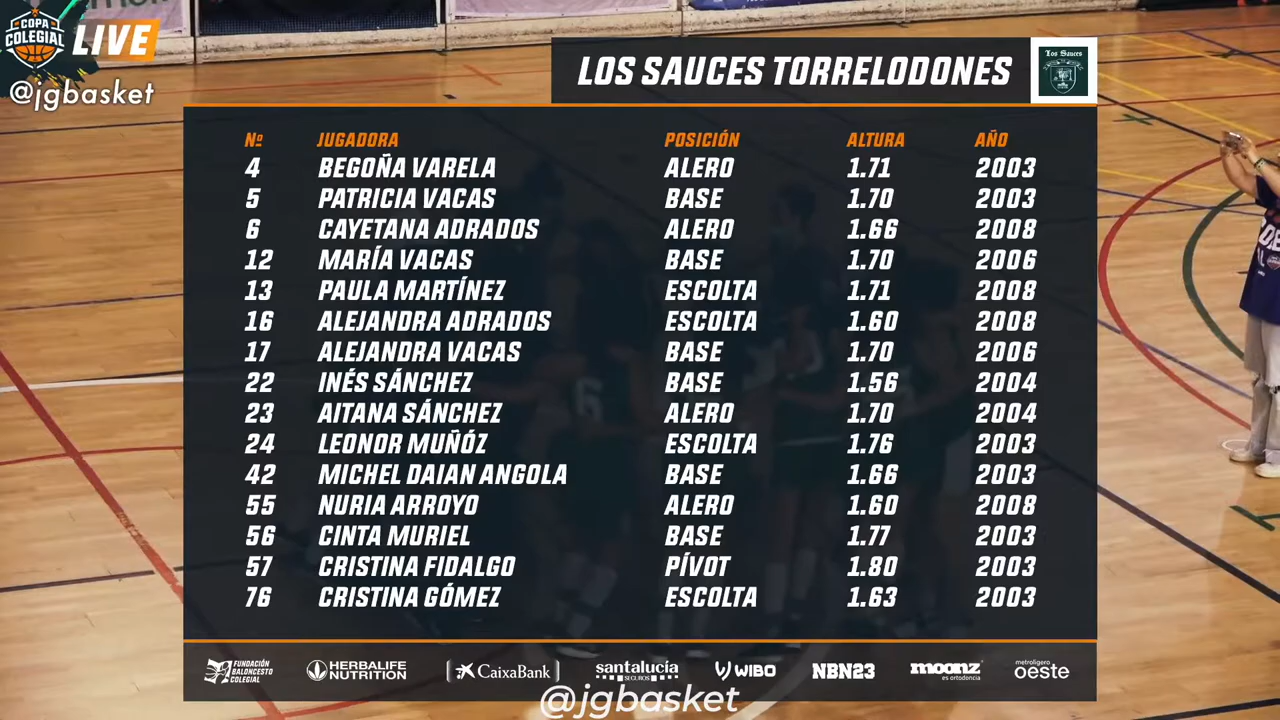 COPA
COLEGIAL
LIVE
@jgbasket
LOS SAUCES TORRELODONES
Los Sauces
Nº JUGADORA POSICIÓN ALTURA AÑO
4 BEGOÑA VARELA ALERO 1.71 2003
5 PATRICIA VACAS BASE 1.70 2003
6 CAYETANA ADRADOS ALERO 1.66 2008
12 MARÍA VACAS BASE 1.70 2006
13 PAULA MARTÍNEZ ESCOLTA 1.71 2008
16 ALEJANDRA ADRADOS ESCOLTA 1.60 2008
17 ALEJANDRA VACAS BASE 1.70 2006
22 INÉS SÁNCHEZ BASE 1.56 2004
23 AITANA SÁNCHEZ ALERO 1.70 2004
24 LEONOR MUÑÓZ ESCOLTA 1.76 2003
42 MICHEL DAIAN ANGOLA BASE 1.66 2003
55 NURIA ARROYO ALERO 1.60 2008
56 CINTA MURIEL BASE 1.77 2003
57 CRISTINA FIDALGO PÍVOT 1.80 2003
76 CRISTINA GÓMEZ ESCOLTA 1.63 2003
FUNDACIÓN
BALONCESTO
COLEGIAL
HERBALIFE
NUTRITION
CaixaBank
santalucía
SEGUROS
WIBO
NBN23
moonz
es ortodoncia
metroligero
oeste
@jgbasket